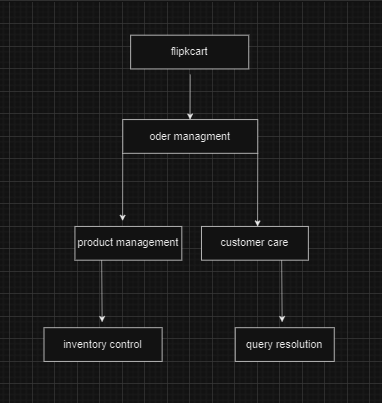 flipkcart
oder managment
product management
customer care
inventory control
query resolution